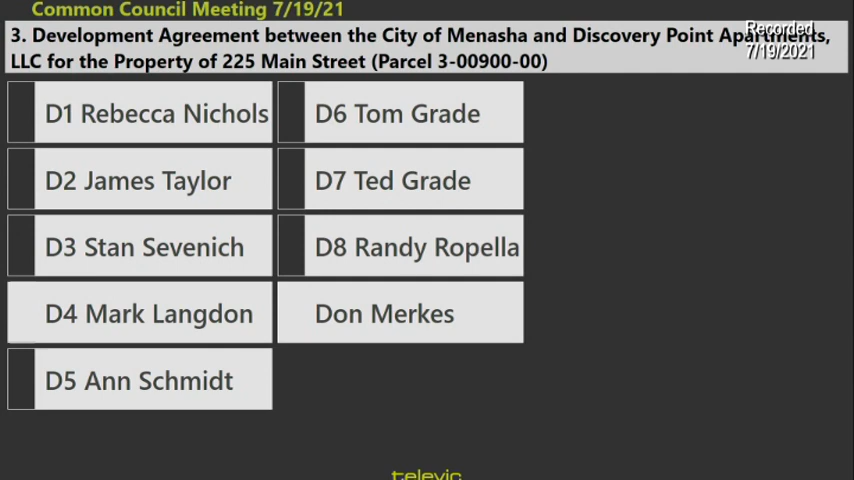 Common Council Meeting 7/19/21
Recorded
7/19/2021
3. Development Agreement between the City of Menasha and Discovery Point Apartments,
LLC for the Property of 225 Main Street (Parcel 3-00900-00)
D1 Rebecca Nichols
D6 Tom Grade
D2 James Taylor
D7 Ted Grade
D3 Stan Sevenich
D8 Randy Ropella
D4 Mark Langdon
Don Merkes
D5 Ann Schmidt
televic